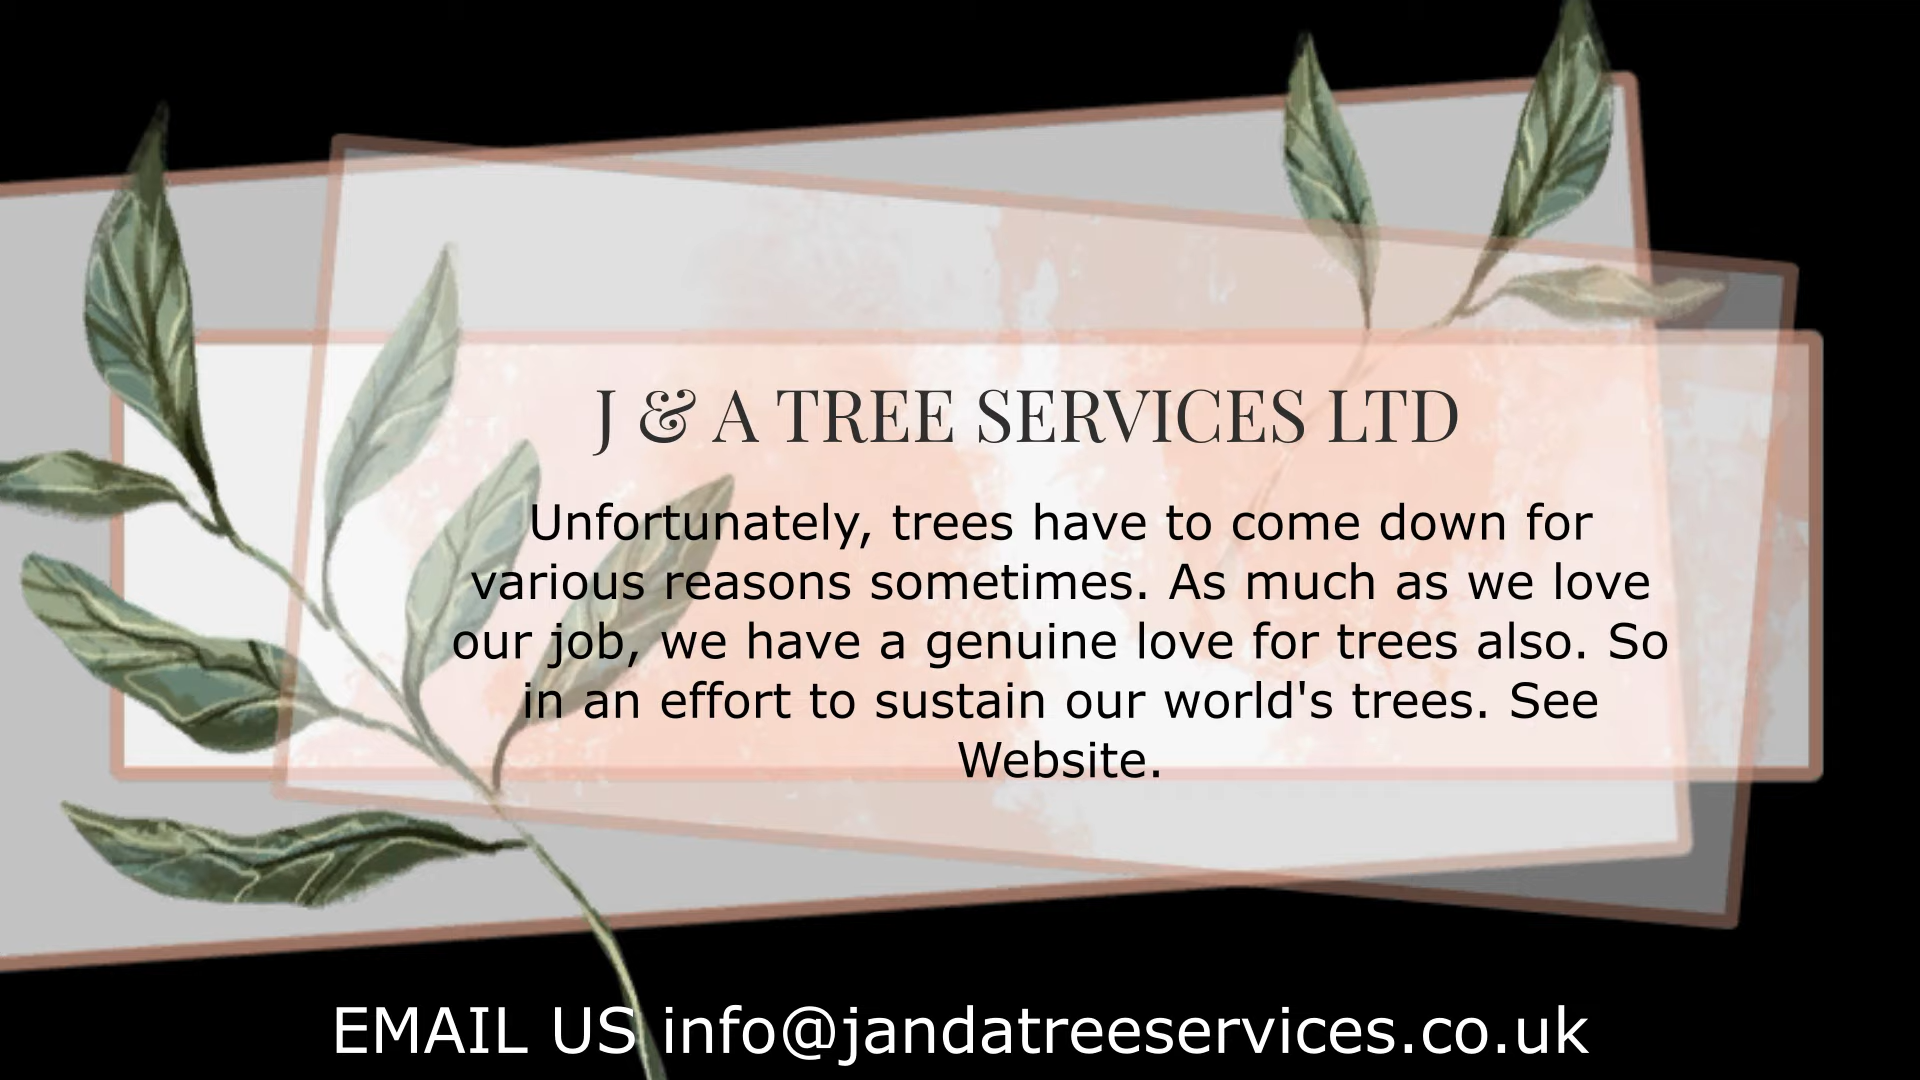 J & A TREE SERVICES LTD
Unfortunately, trees have to come down for
various reasons sometimes. As much as we love
our job, we have a genuine love for trees also. So
in an effort to sustain our world's trees. See
Website.
EMAIL US info@jandatreeservices.co.uk